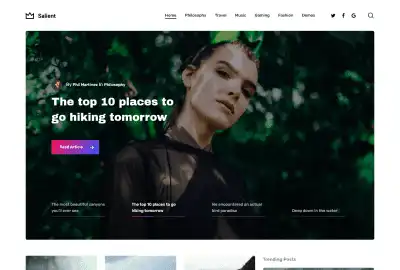 Salient
Home Philosophy Travel Music Gaming Fashion Demos
By Phil Martinez In Philosophy
The top 10 places to
go hiking tomorrow
Read Article
The most beautiful canyons
you'll ever see
The top 10 places to go
hiking tomorrow
We encountered an actual
bird paradise
Deep down in the water
Trending Posts